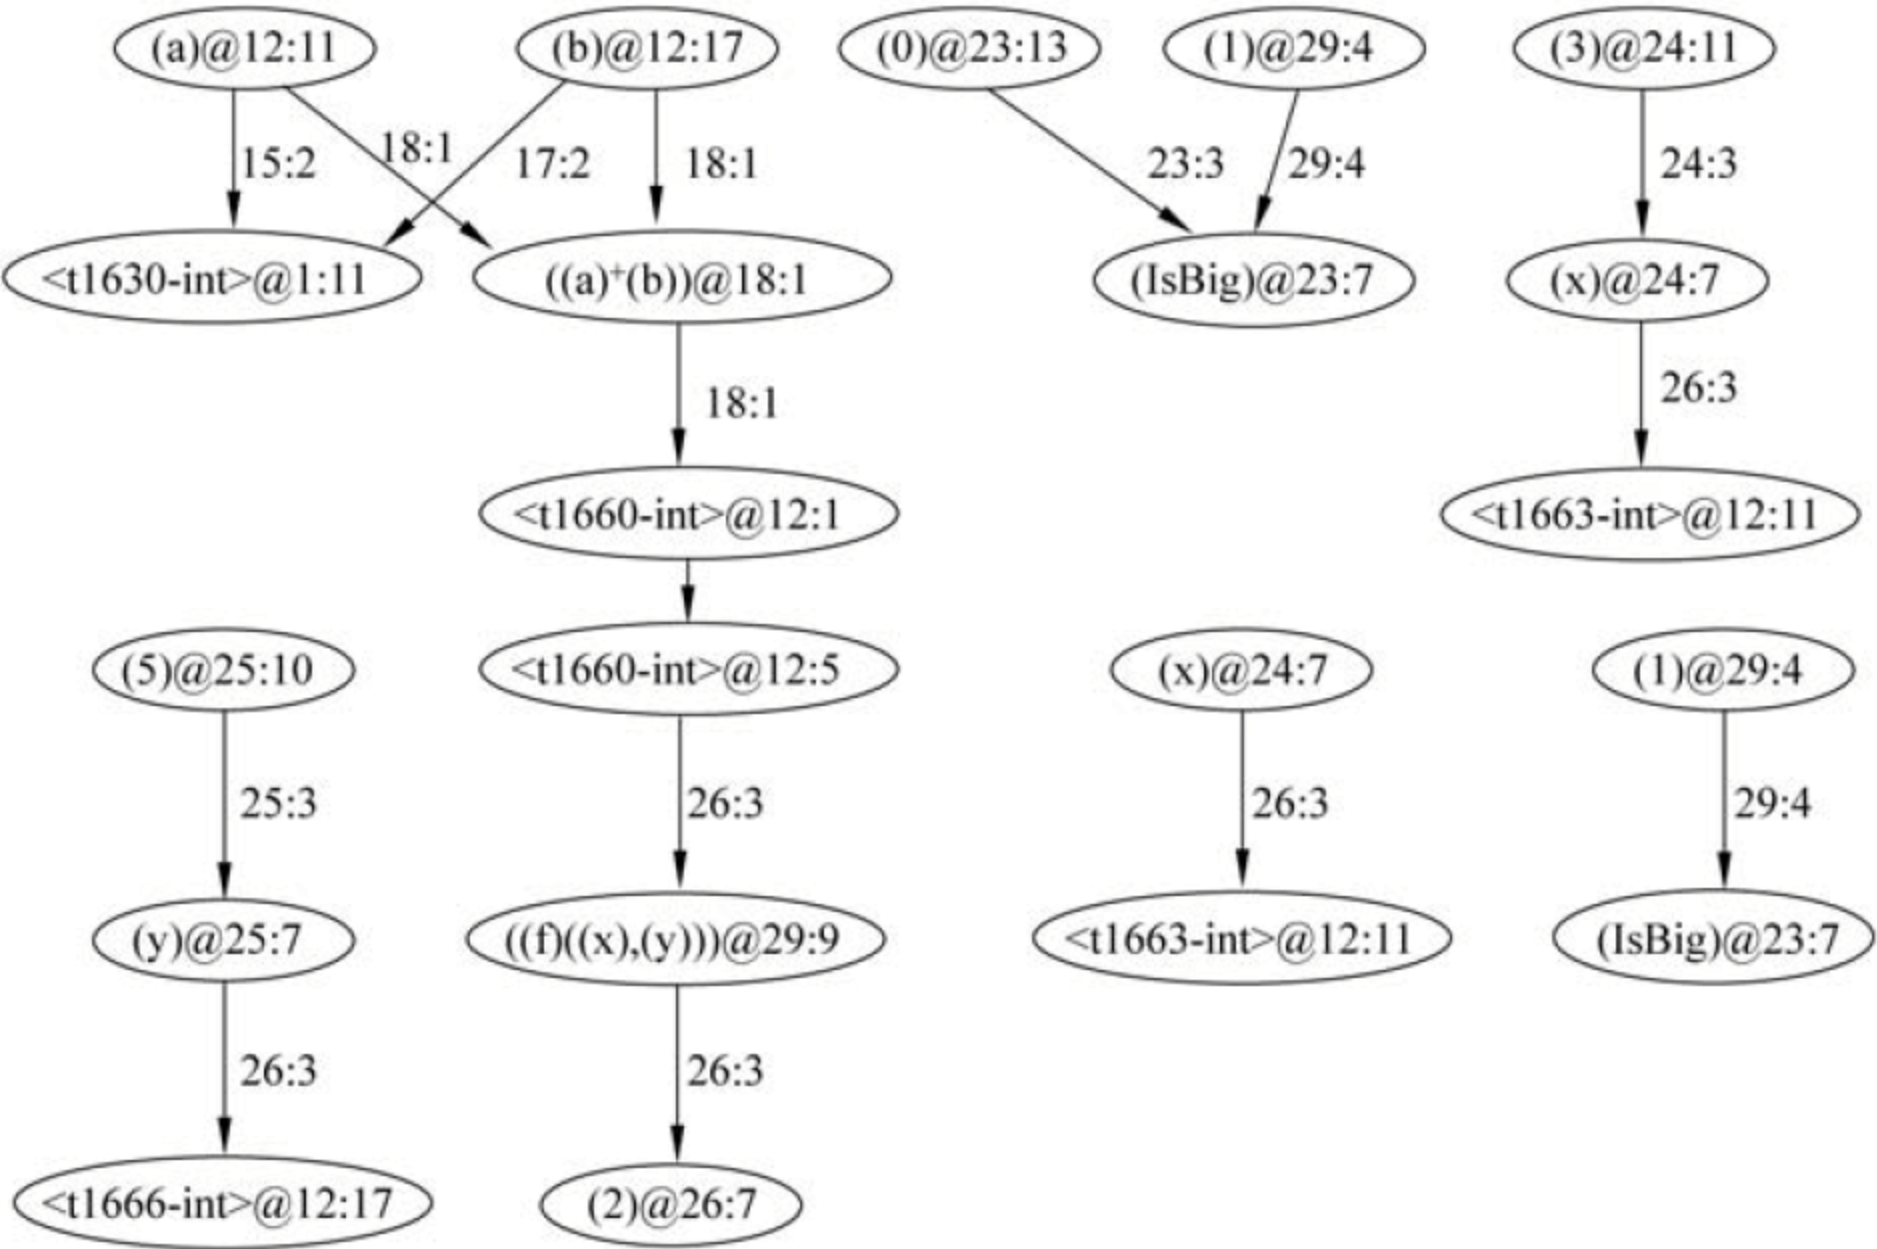 (a)@12:11 (b)@12:17 (0)@23:13 (1)@29:4 (3)@24:11
15:2 18:1 17:2 18:1 23:3 29:4 24:3
<t1630-int>@1:11 ((a)+(b))@18:1 (IsBig)@23:7 (x)@24:7
18:1 26:3
<t1660-int>@12:1 <t1663-int>@12:11
(5)@25:10 <t1660-int>@12:5 (x)@24:7 (1)@29:4
25:3 26:3 26:3 29:4
(y)@25:7 ((f)((x),(y)))@29:9 <t1663-int>@12:11 (IsBig)@23:7
26:3 26:3
<t1666-int>@12:17 (2)@26:7